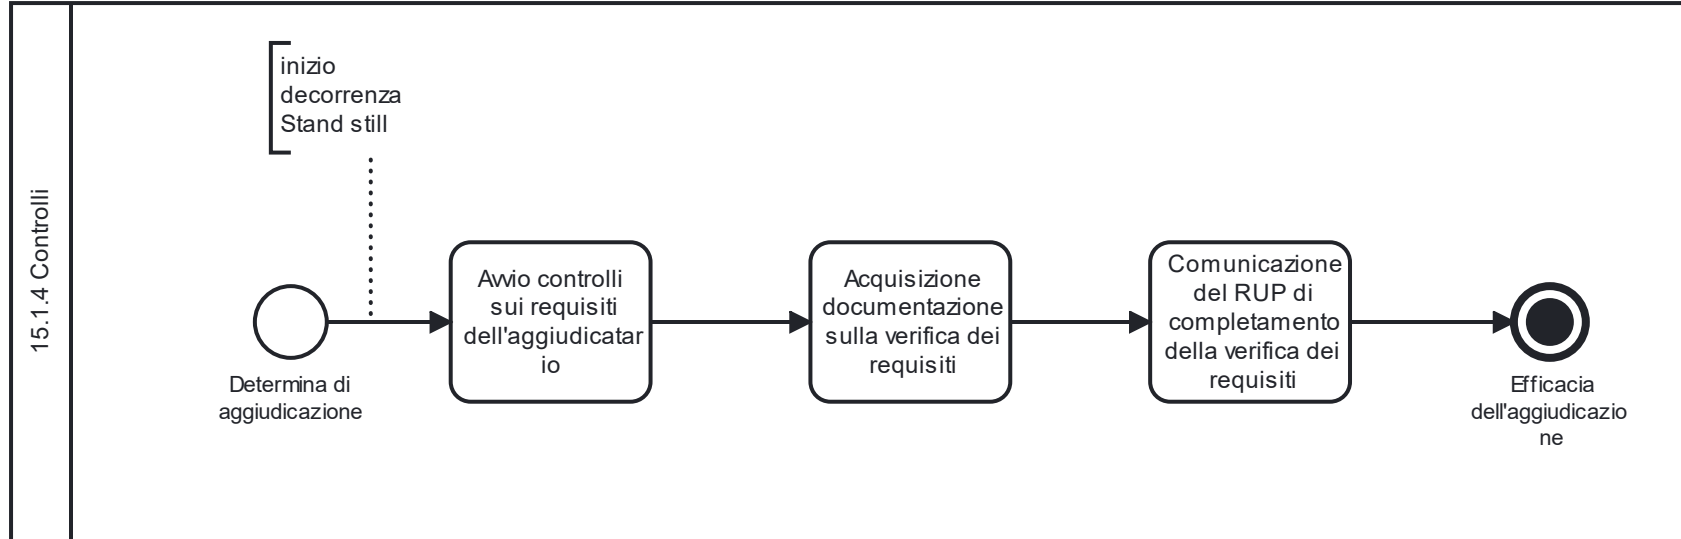 15.1.4 Controlli
inizio
decorrenza
Stand still
Determina di
aggiudicazione
Avvio controlli
sui requisiti
dell'aggiudicatar
io
Acquisizione
documentazione
sulla verifica dei
requisiti
Comunicazione
del RUP di
completamento
della verifica dei
requisiti
Efficacia
dell'aggiudicazio
ne